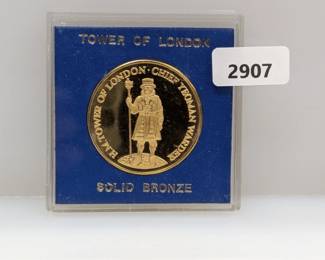 TOWER OF LONDON
2907
H.M. TOWER OF LONDON · CHIEF YEOMAN WARDER
SOLID BRONZE